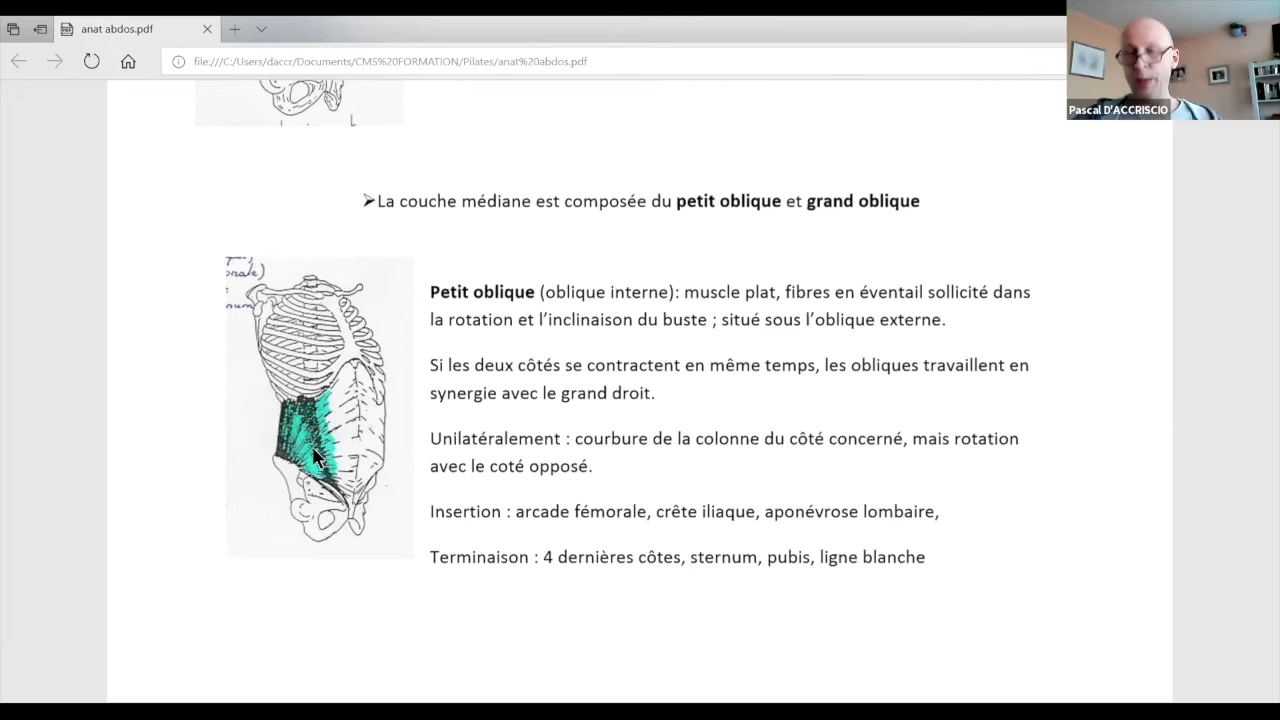 anat abdos.pdf
file:///C:/Users/daccr/Documents/CMS%20FORMATION/Pilates/anat%20abdos.pdf
Pascal D'ACCRISCIO
➢La couche médiane est composée du petit oblique et grand oblique
Petit oblique (oblique interne): muscle plat, fibres en éventail sollicité dans
la rotation et l’inclinaison du buste ; situé sous l’oblique externe.
Si les deux côtés se contractent en même temps, les obliques travaillent en
synergie avec le grand droit.
Unilatéralement : courbure de la colonne du côté concerné, mais rotation
avec le coté opposé.
Insertion : arcade fémorale, crête iliaque, aponévrose lombaire,
Terminaison : 4 dernières côtes, sternum, pubis, ligne blanche